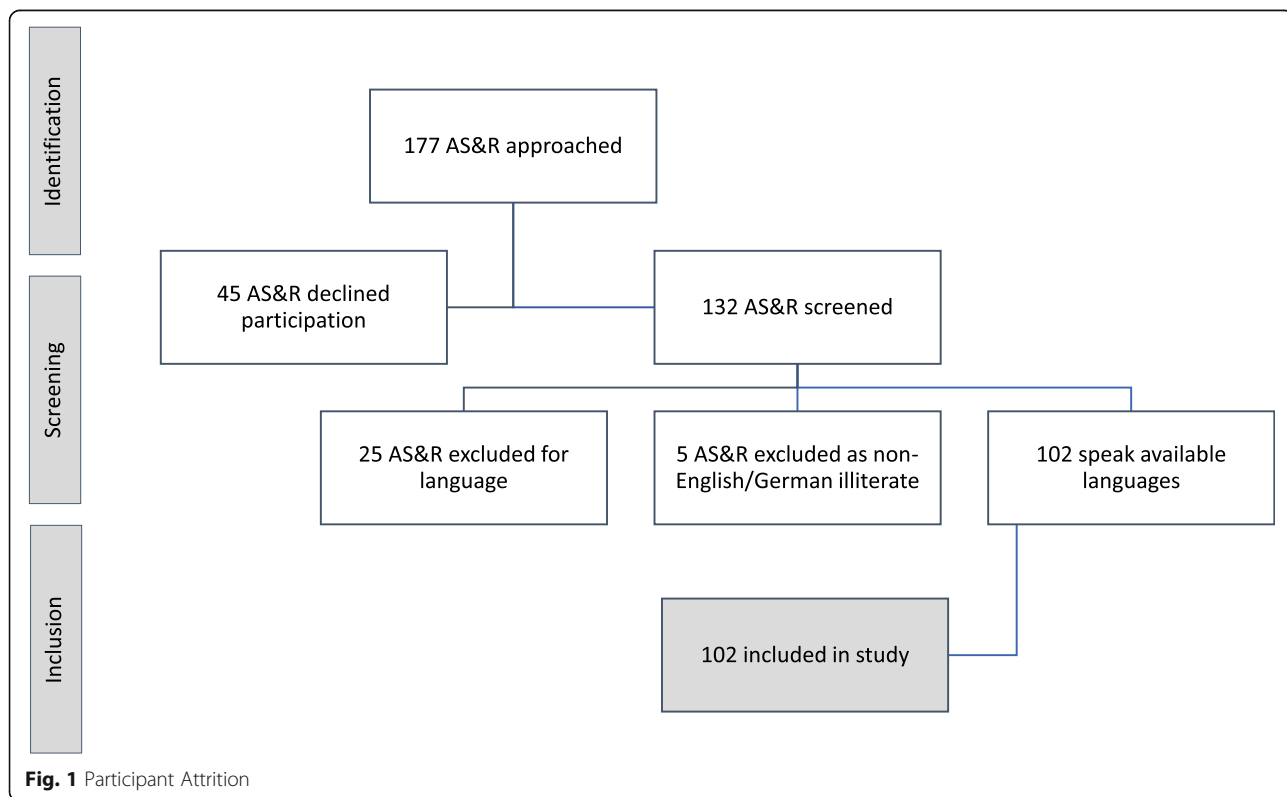 Identification
177 AS&R approached
45 AS&R declined
participation
132 AS&R screened
Screening
25 AS&R excluded for
language
5 AS&R excluded as non-
English/German illiterate
102 speak available
languages
Inclusion
102 included in study
Fig. 1 Participant Attrition